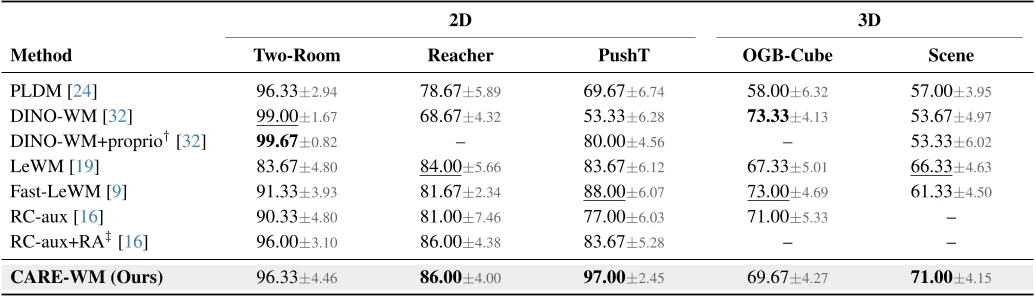 2D 3D
Method Two-Room Reacher PushT OGB-Cube Scene
PLDM [24] 96.33±2.94 78.67±5.89 69.67±6.74 58.00±6.32 57.00±3.95
DINO-WM [32] 99.00±1.67 68.67±4.32 53.33±6.28 73.33±4.13 53.67±4.97
DINO-WM+proprio† [32] 99.67±0.82 – 80.00±4.56 – 53.33±6.02
LeWM [19] 83.67±4.80 84.00±5.66 83.67±6.12 67.33±5.01 66.33±4.63
Fast-LeWM [9] 91.33±3.93 81.67±2.34 88.00±6.07 73.00±4.69 61.33±4.50
RC-aux [16] 90.33±4.80 81.00±7.46 77.00±6.03 71.00±5.33 –
RC-aux+RA‡ [16] 96.00±3.10 86.00±4.38 83.67±5.28 – –
CARE-WM (Ours) 96.33±4.46 86.00±4.00 97.00±2.45 69.67±4.27 71.00±4.15